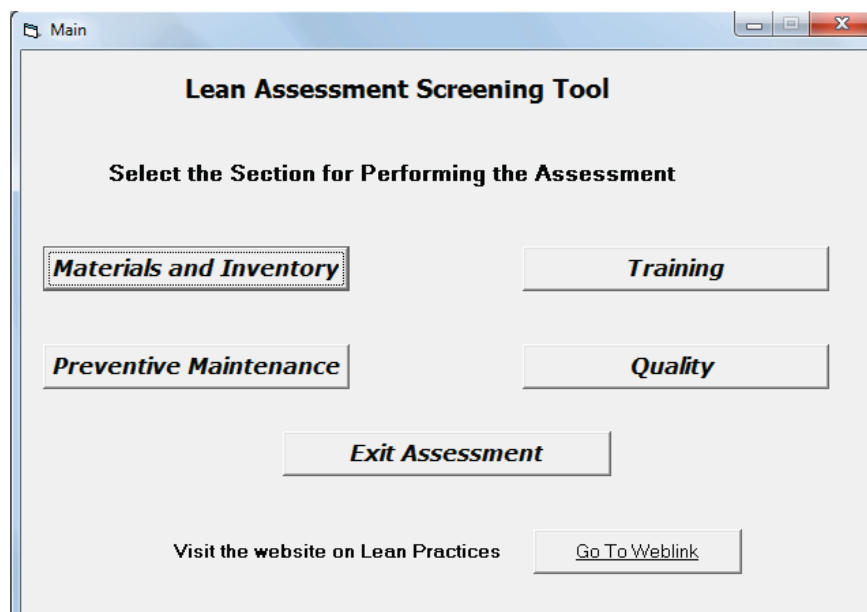 Main
Lean Assessment Screening Tool
Select the Section for Performing the Assessment
Materials and Inventory
Training
Preventive Maintenance
Quality
Exit Assessment
Visit the website on Lean Practices
Go To Weblink